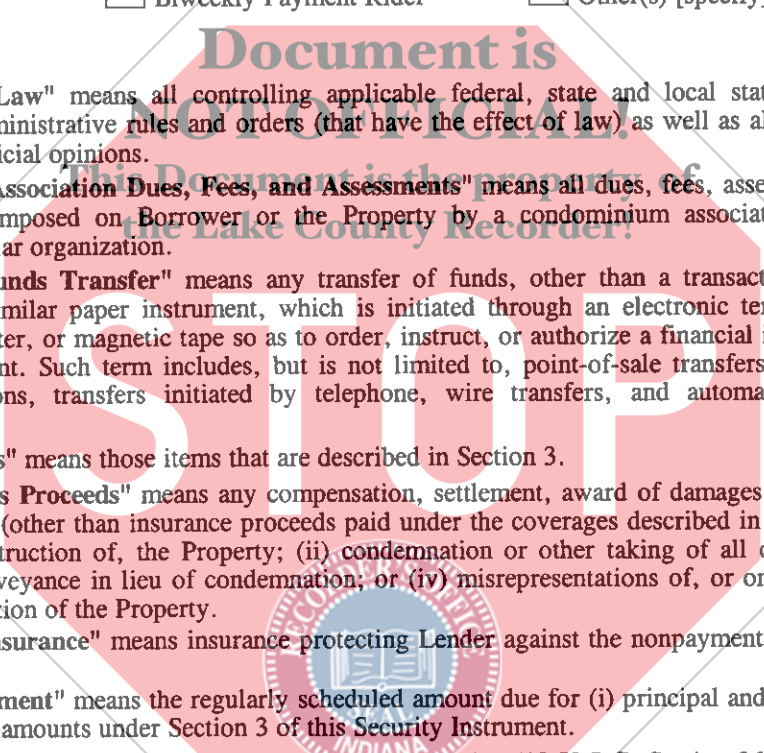 Biweekly Payment Rider Other(s) [specify]
Document is
Law" means all controlling applicable federal, state and local stat
NOT OFFICIAL!
ministrative rules and orders (that have the effect of law) as well as al
icial opinions.
This Document is the property of
Association Dues, Fees, and Assessments" means all dues, fees, asse
mposed on Borrower or the Property by a condominium associat
the Lake County Recorder!
ar organization.
unds Transfer" means any transfer of funds, other than a transact
milar paper instrument, which is initiated through an electronic ter
ter, or magnetic tape so as to order, instruct, or authorize a financial i
nt. Such term includes, but is not limited to, point-of-sale transfers
ons, transfers initiated by telephone, wire transfers, and automa
STOP
s" means those items that are described in Section 3.
s Proceeds" means any compensation, settlement, award of damages
(other than insurance proceeds paid under the coverages described in
truction of, the Property; (ii) condemnation or other taking of all o
veyance in lieu of condemnation; or (iv) misrepresentations of, or or
tion of the Property.
nsurance" means insurance protecting Lender against the nonpayment
RECORDER'S OFFICE
ment" means the regularly scheduled amount due for (i) principal and
SEAL
amounts under Section 3 of this Security Instrument.
INDIANA